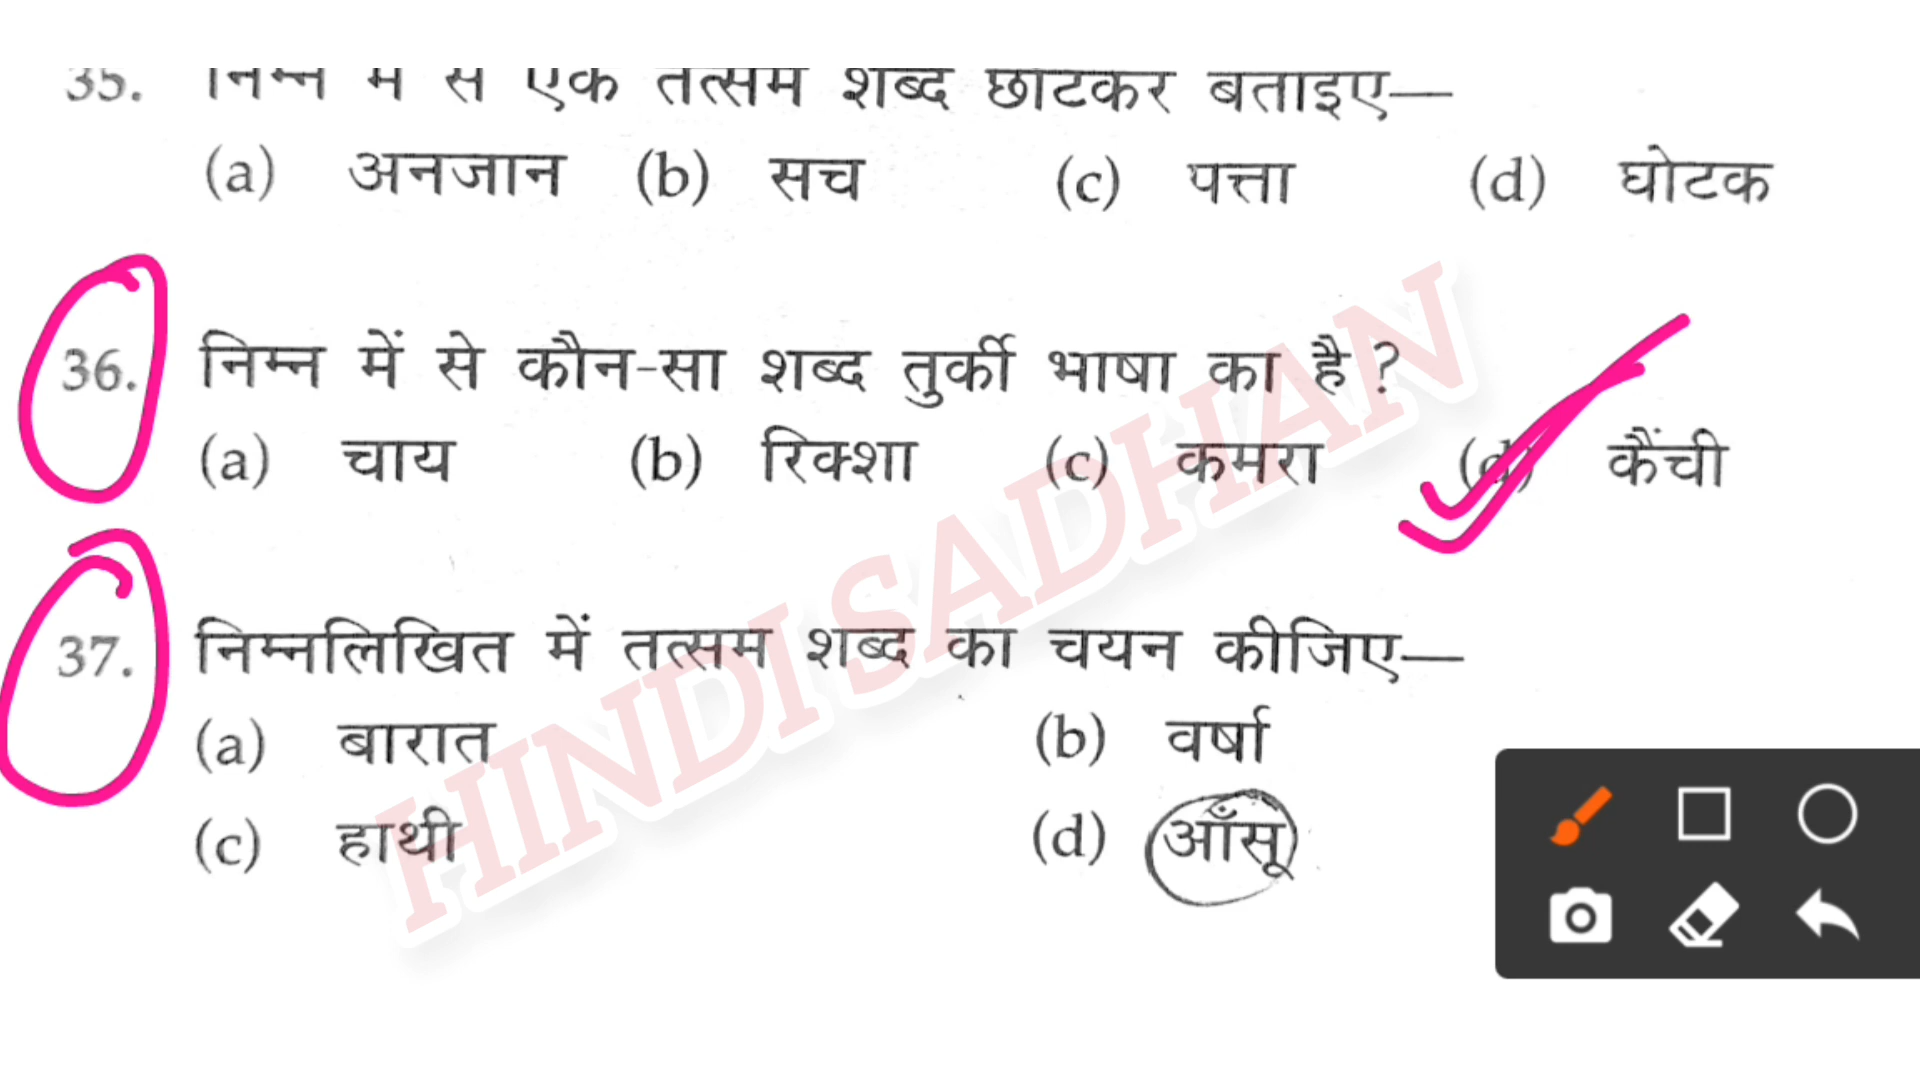 35. निम्न में से एक तत्सम शब्द छाटकर बताइए—
(a) अनजान (b) सच (c) पत्ता (d) घोटक
36. निम्न में से कौन-सा शब्द तुर्की भाषा का है ?
(a) चाय (b) रिक्शा (c) कमरा (d) कैंची
37. निम्नलिखित में तत्सम शब्द का चयन कीजिए—
(a) बारात (b) वर्षा
(c) हाथी (d) आँसू
HINDI SADHAN